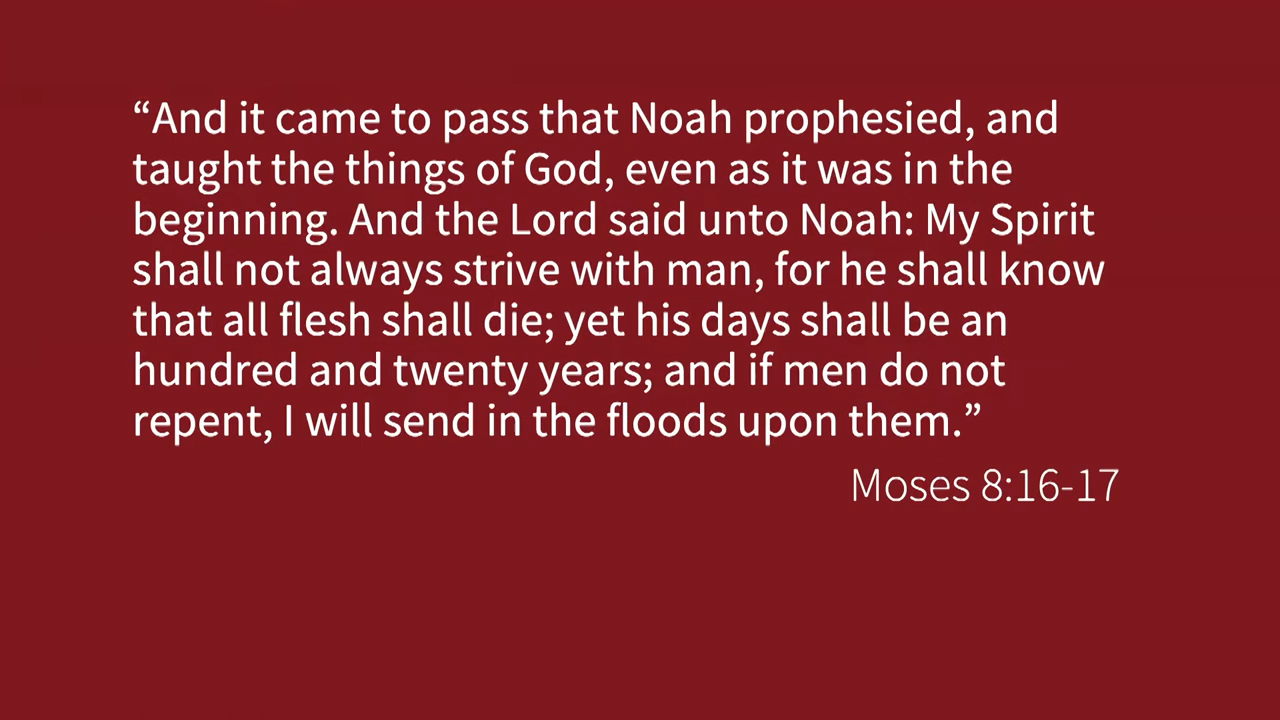 “And it came to pass that Noah prophesied, and
taught the things of God, even as it was in the
beginning. And the Lord said unto Noah: My Spirit
shall not always strive with man, for he shall know
that all flesh shall die; yet his days shall be an
hundred and twenty years; and if men do not
repent, I will send in the floods upon them.”
Moses 8:16-17